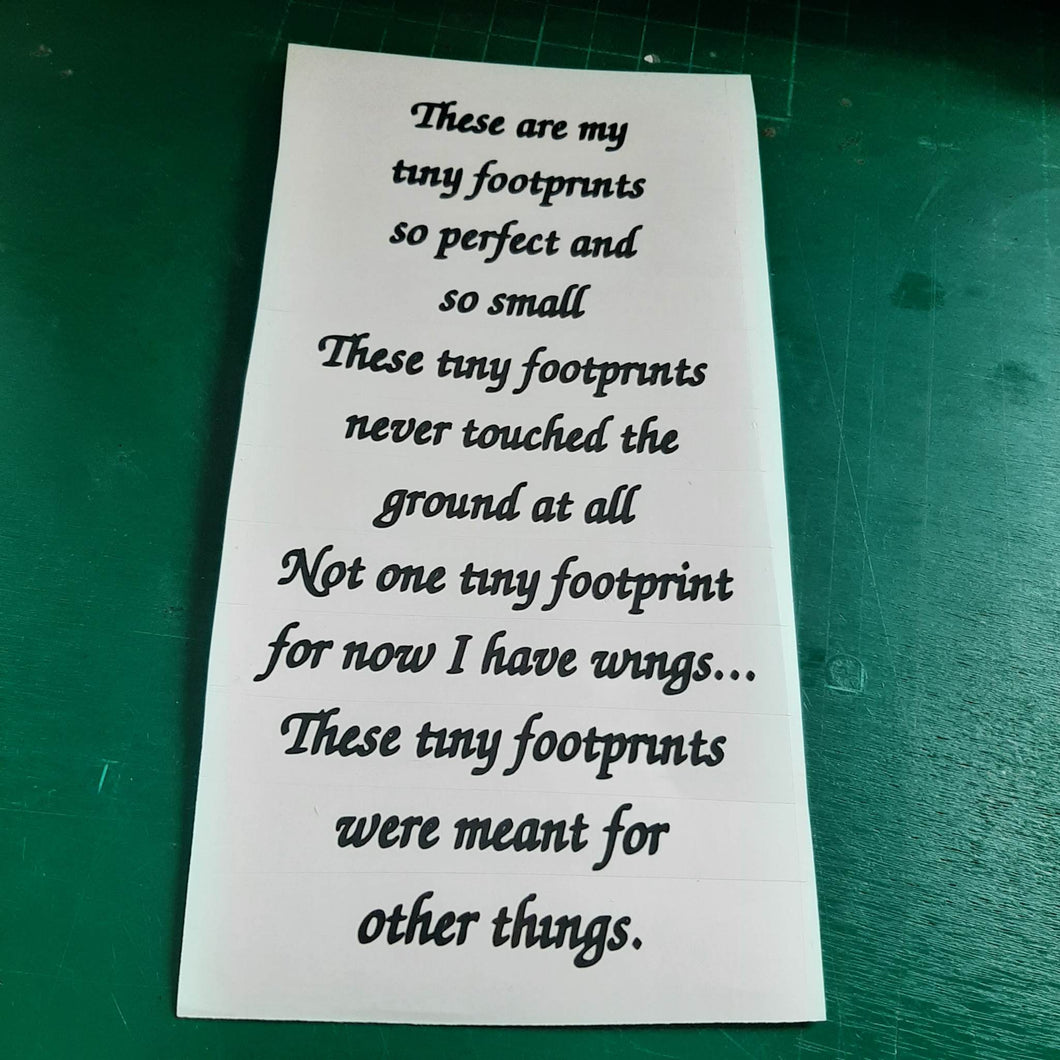 These are my
tiny footprints
so perfect and
so small
These tiny footprints
never touched the
ground at all
Not one tiny footprint
for now I have wings...
These tiny footprints
were meant for
other things.